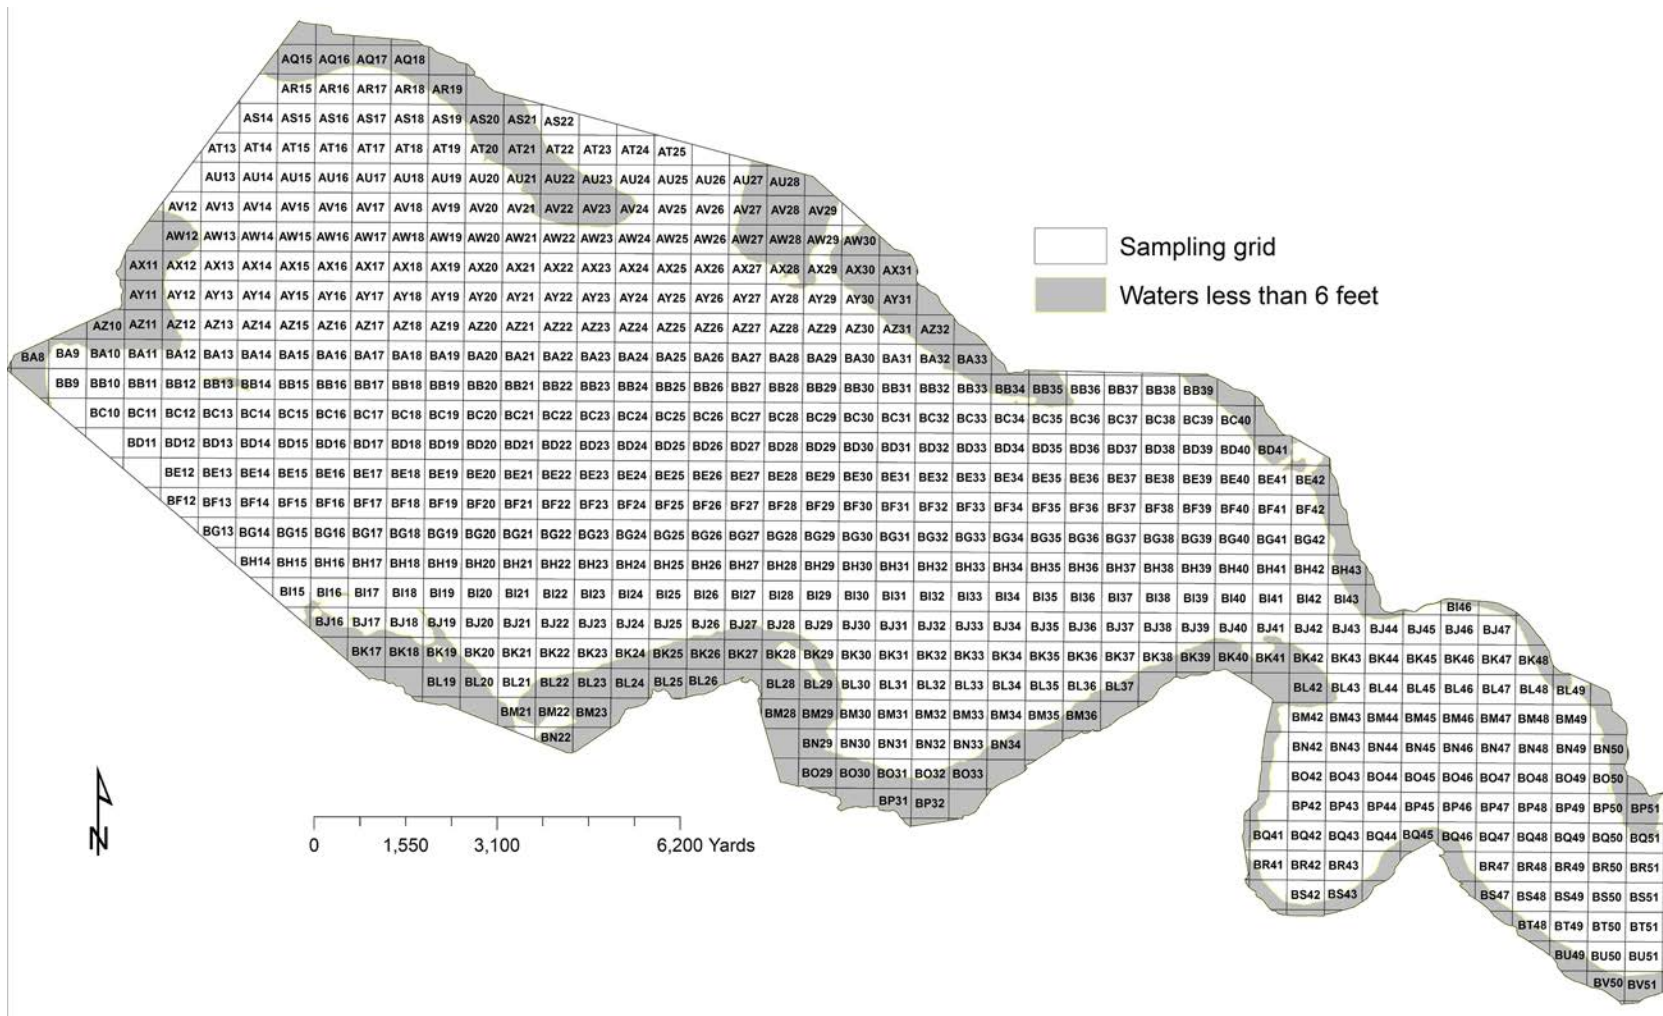 AQ15 AQ16 AQ17 AQ18
AR15 AR16 AR17 AR18 AR19
AS14 AS15 AS16 AS17 AS18 AS19 AS20 AS21 AS22
AT13 AT14 AT15 AT16 AT17 AT18 AT19 AT20 AT21 AT22 AT23 AT24 AT25
AU13 AU14 AU15 AU16 AU17 AU18 AU19 AU20 AU21 AU22 AU23 AU24 AU25 AU26 AU27 AU28
AV12 AV13 AV14 AV15 AV16 AV17 AV18 AV19 AV20 AV21 AV22 AV23 AV24 AV25 AV26 AV27 AV28 AV29
AW12 AW13 AW14 AW15 AW16 AW17 AW18 AW19 AW20 AW21 AW22 AW23 AW24 AW25 AW26 AW27 AW28 AW29 AW30
Sampling grid
AX11 AX12 AX13 AX14 AX15 AX16 AX17 AX18 AX19 AX20 AX21 AX22 AX23 AX24 AX25 AX26 AX27 AX28 AX29 AX30 AX31
AY11 AY12 AY13 AY14 AY15 AY16 AY17 AY18 AY19 AY20 AY21 AY22 AY23 AY24 AY25 AY26 AY27 AY28 AY29 AY30 AY31
Waters less than 6 feet
AZ10 AZ11 AZ12 AZ13 AZ14 AZ15 AZ16 AZ17 AZ18 AZ19 AZ20 AZ21 AZ22 AZ23 AZ24 AZ25 AZ26 AZ27 AZ28 AZ29 AZ30 AZ31 AZ32
BA8 BA9 BA10 BA11 BA12 BA13 BA14 BA15 BA16 BA17 BA18 BA19 BA20 BA21 BA22 BA23 BA24 BA25 BA26 BA27 BA28 BA29 BA30 BA31 BA32 BA33
BB9 BB10 BB11 BB12 BB13 BB14 BB15 BB16 BB17 BB18 BB19 BB20 BB21 BB22 BB23 BB24 BB25 BB26 BB27 BB28 BB29 BB30 BB31 BB32 BB33 BB34 BB35 BB36 BB37 BB38 BB39
BC10 BC11 BC12 BC13 BC14 BC15 BC16 BC17 BC18 BC19 BC20 BC21 BC22 BC23 BC24 BC25 BC26 BC27 BC28 BC29 BC30 BC31 BC32 BC33 BC34 BC35 BC36 BC37 BC38 BC39 BC40
BD11 BD12 BD13 BD14 BD15 BD16 BD17 BD18 BD19 BD20 BD21 BD22 BD23 BD24 BD25 BD26 BD27 BD28 BD29 BD30 BD31 BD32 BD33 BD34 BD35 BD36 BD37 BD38 BD39 BD40 BD41
BE12 BE13 BE14 BE15 BE16 BE17 BE18 BE19 BE20 BE21 BE22 BE23 BE24 BE25 BE26 BE27 BE28 BE29 BE30 BE31 BE32 BE33 BE34 BE35 BE36 BE37 BE38 BE39 BE40 BE41 BE42
BF12 BF13 BF14 BF15 BF16 BF17 BF18 BF19 BF20 BF21 BF22 BF23 BF24 BF25 BF26 BF27 BF28 BF29 BF30 BF31 BF32 BF33 BF34 BF35 BF36 BF37 BF38 BF39 BF40 BF41 BF42
BG13 BG14 BG15 BG16 BG17 BG18 BG19 BG20 BG21 BG22 BG23 BG24 BG25 BG26 BG27 BG28 BG29 BG30 BG31 BG32 BG33 BG34 BG35 BG36 BG37 BG38 BG39 BG40 BG41 BG42
BH14 BH15 BH16 BH17 BH18 BH19 BH20 BH21 BH22 BH23 BH24 BH25 BH26 BH27 BH28 BH29 BH30 BH31 BH32 BH33 BH34 BH35 BH36 BH37 BH38 BH39 BH40 BH41 BH42 BH43
BI15 BI16 BI17 BI18 BI19 BI20 BI21 BI22 BI23 BI24 BI25 BI26 BI27 BI28 BI29 BI30 BI31 BI32 BI33 BI34 BI35 BI36 BI37 BI38 BI39 BI40 BI41 BI42 BI43 BI46
BJ16 BJ17 BJ18 BJ19 BJ20 BJ21 BJ22 BJ23 BJ24 BJ25 BJ26 BJ27 BJ28 BJ29 BJ30 BJ31 BJ32 BJ33 BJ34 BJ35 BJ36 BJ37 BJ38 BJ39 BJ40 BJ41 BJ42 BJ43 BJ44 BJ45 BJ46 BJ47
BK17 BK18 BK19 BK20 BK21 BK22 BK23 BK24 BK25 BK26 BK27 BK28 BK29 BK30 BK31 BK32 BK33 BK34 BK35 BK36 BK37 BK38 BK39 BK40 BK41 BK42 BK43 BK44 BK45 BK46 BK47 BK48
BL19 BL20 BL21 BL22 BL23 BL24 BL25 BL26 BL28 BL29 BL30 BL31 BL32 BL33 BL34 BL35 BL36 BL37 BL42 BL43 BL44 BL45 BL46 BL47 BL48 BL49
BM21 BM22 BM23 BM28 BM29 BM30 BM31 BM32 BM33 BM34 BM35 BM36 BM42 BM43 BM44 BM45 BM46 BM47 BM48 BM49
BN22 BN29 BN30 BN31 BN32 BN33 BN34 BN42 BN43 BN44 BN45 BN46 BN47 BN48 BN49 BN50
BO29 BO30 BO31 BO32 BO33 BO42 BO43 BO44 BO45 BO46 BO47 BO48 BO49 BO50
BP31 BP32 BP42 BP43 BP44 BP45 BP46 BP47 BP48 BP49 BP50 BP51
BQ41 BQ42 BQ43 BQ44 BQ45 BQ46 BQ47 BQ48 BQ49 BQ50 BQ51
BR41 BR42 BR43 BR47 BR48 BR49 BR50 BR51
BS42 BS43 BS47 BS48 BS49 BS50 BS51
BT48 BT49 BT50 BT51
BU49 BU50 BU51
BV50 BV51
N
0 1,550 3,100 6,200 Yards